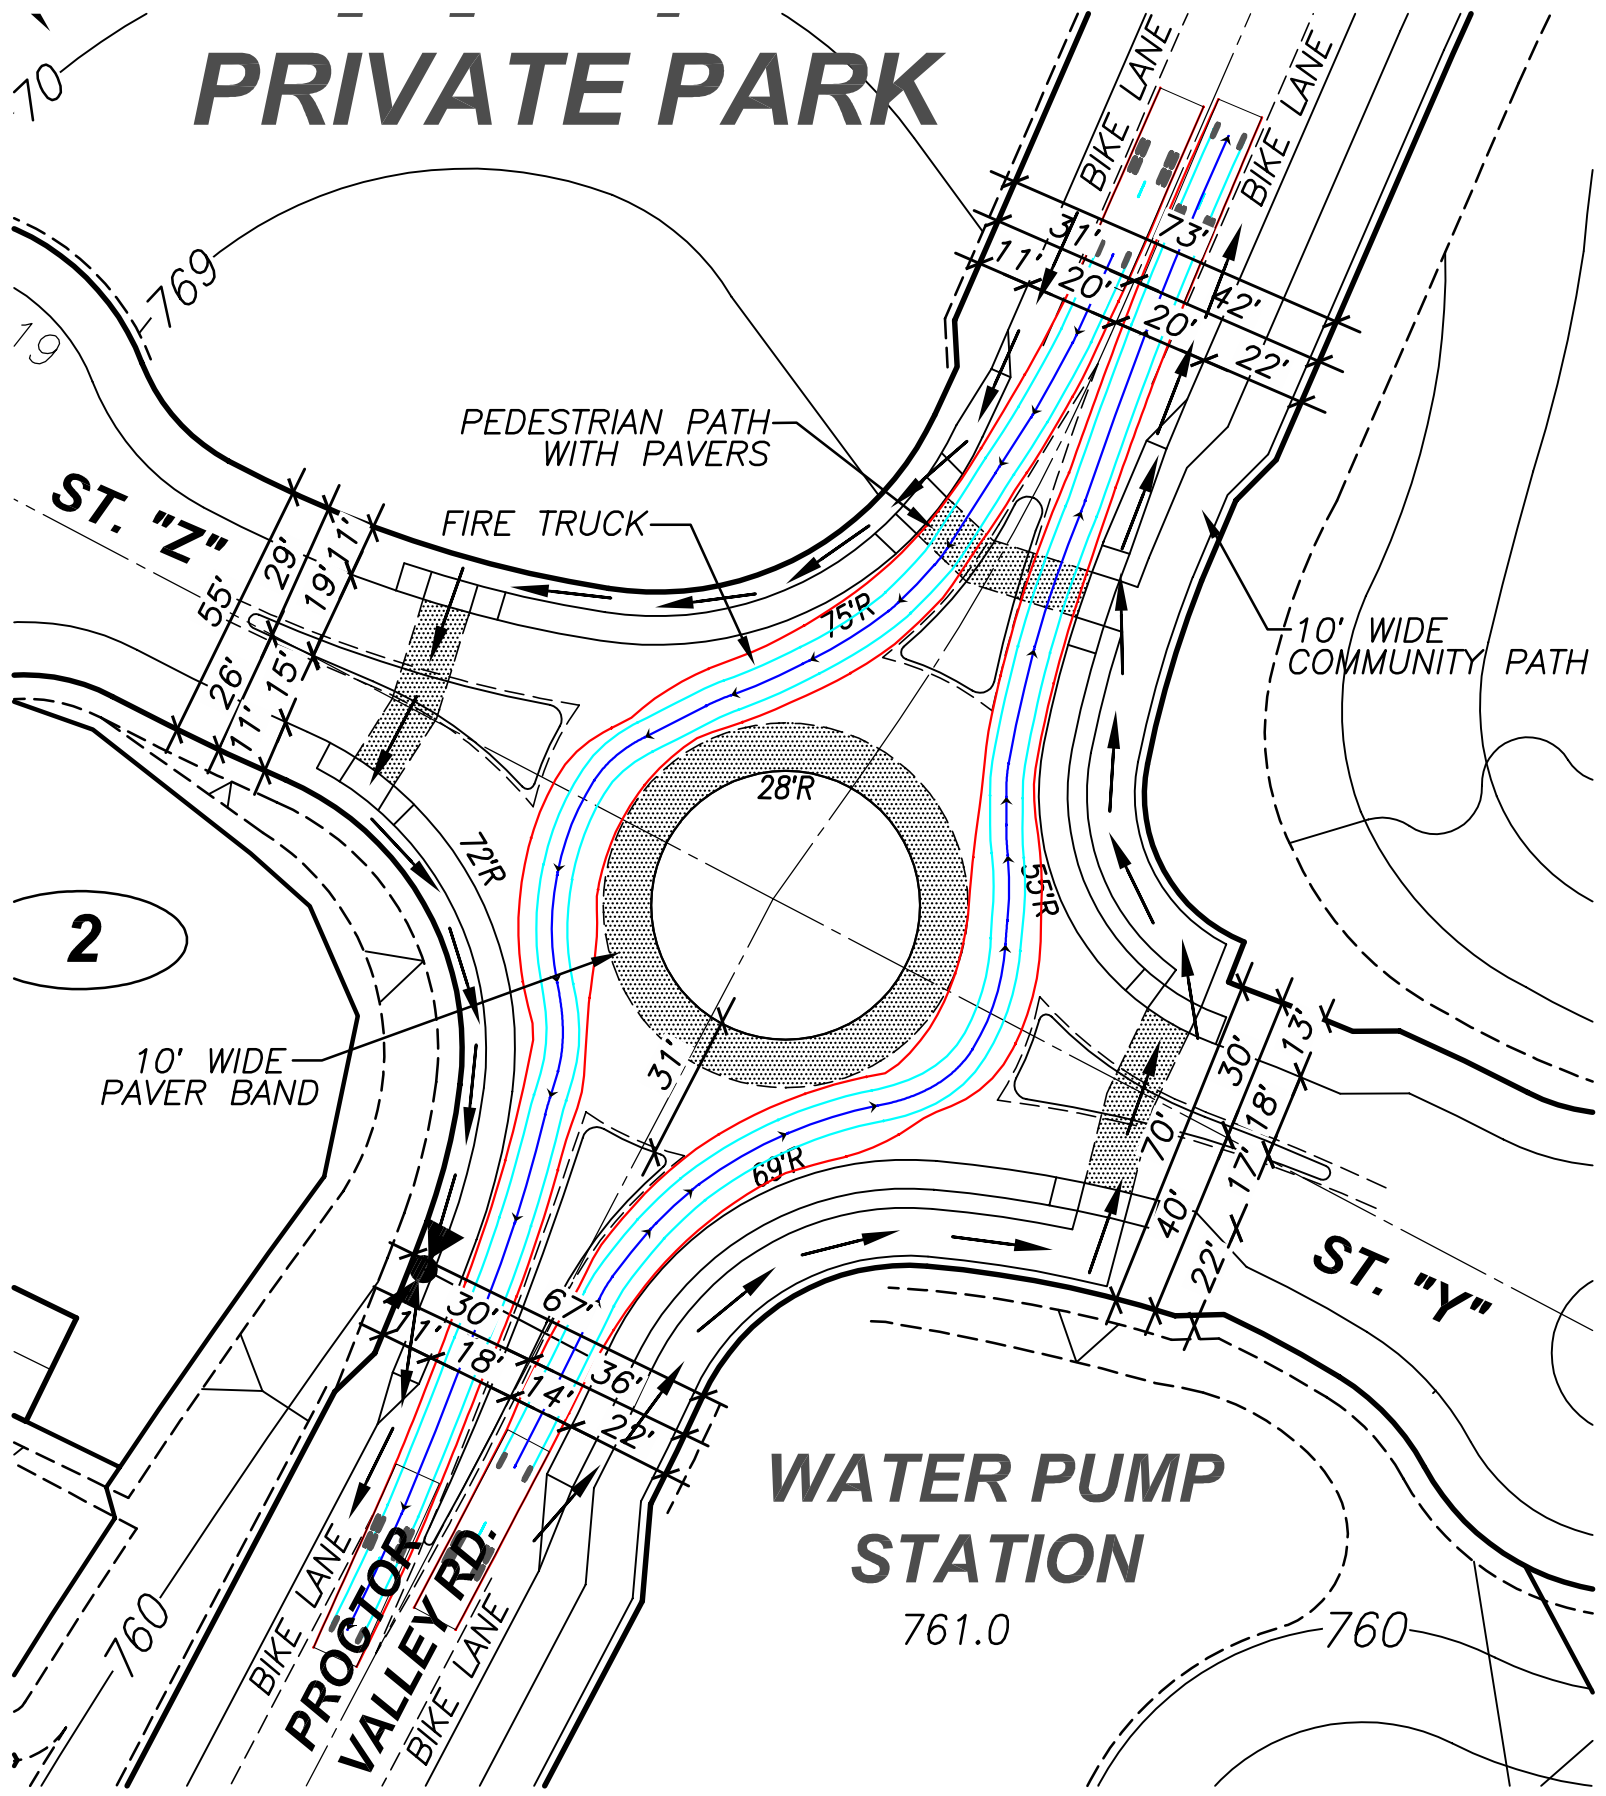 PRIVATE PARK
70
BIKE LANE
BIKE LANE
769
19
31'
73'
11'
20'
42'
20'
22'
PEDESTRIAN PATH
WITH PAVERS
FIRE TRUCK
ST. "Z"
55'
29'
19'
11'
26'
15'
11'
75'R
10' WIDE
COMMUNITY PATH
28'R
72'R
55'R
2
10' WIDE
PAVER BAND
31'
69'R
70'
30'
18'
13'
40'
17'
22'
ST. "Y"
30'
67'
11'
18'
36'
14'
22'
WATER PUMP
STATION
761.0
BIKE LANE
PROCTOR
VALLEY RD.
BIKE LANE
760
760